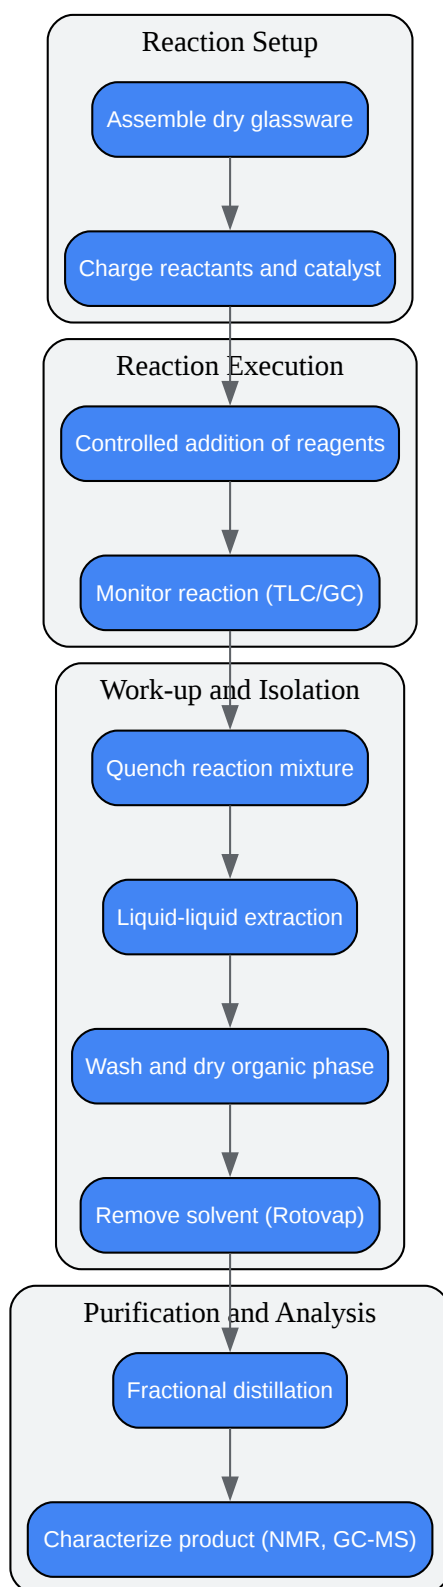 Reaction Setup
Assemble dry glassware
Charge reactants and catalyst
Reaction Execution
Controlled addition of reagents
Monitor reaction (TLC/GC)
Work-up and Isolation
Quench reaction mixture
Liquid-liquid extraction
Wash and dry organic phase
Remove solvent (Rotovap)
Purification and Analysis
Fractional distillation
Characterize product (NMR, GC-MS)